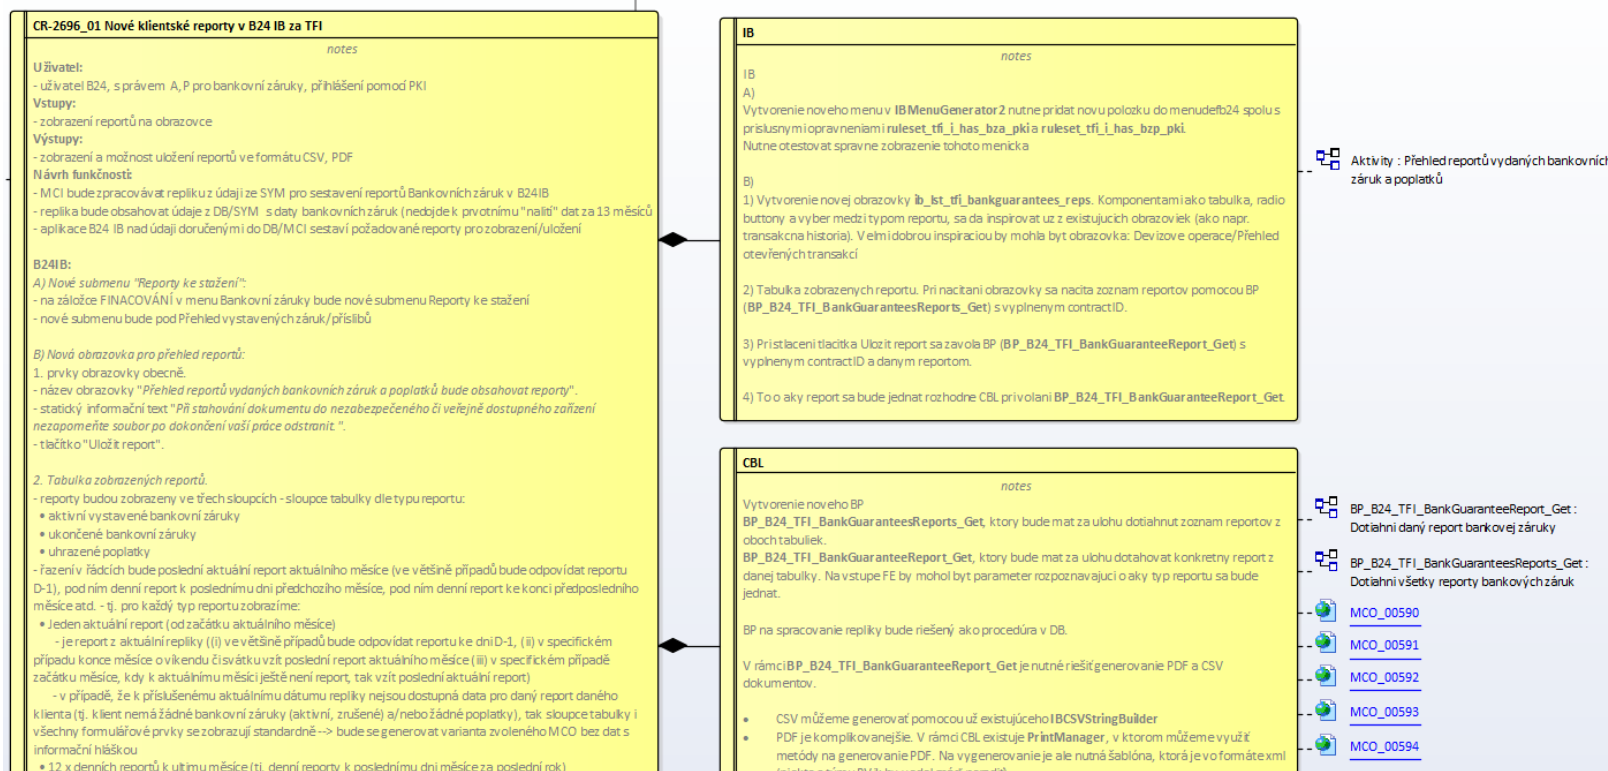 CR-2696_01 Nové klientské reporty v B24 IB za TFI
notes
Uživatel:
- uživatel B24, s právem A,P pro bankovní záruky, přihlášení pomocí PKI
Vstupy:
- zobrazení reportů na obrazovce
Výstupy:
- zobrazení a možnost uložení reportů ve formátu CSV, PDF
Návrh funkčnosti:
- MCI bude zpracovávat repliku z údaji ze SYM pro sestavení reportů Bankovních záruk v B24IB
- replika bude obsahovat údaje z DB/SYM s daty bankovních záruk (nedojde k prvotnímu "nalití" dat za 13 měsíců
- aplikace B24 IB nad údaji doručenými do DB/MCI sestaví požadované reporty pro zobrazení/uložení
B24IB:
A) Nové submenu "Reporty ke stažení":
- na záložce FINACOVÁNÍ v menu Bankovní záruky bude nové submenu Reporty ke stažení
- nové submenu bude pod Přehled vystavených záruk/příslibů
B) Nová obrazovka pro přehled reportů:
1. prvky obrazovky obecně.
- název obrazovky "Přehled reportů vydaných bankovních záruk a poplatků bude obsahovat reporty".
- statický informační text "Při stahování dokumentu do nezabezpečeného či veřejně dostupného zařízení
nezapomeňte soubor po dokončení vaší práce odstranit.".
- tlačítko "Uložit report".
2. Tabulka zobrazených reportů.
- reporty budou zobrazeny ve třech sloupcích - sloupce tabulky dle typu reportu:
• aktivní vystavené bankovní záruky
• ukončené bankovní záruky
• uhrazené poplatky
- řazení v řádcích bude poslední aktuální report aktuálního měsíce (ve většině případů bude odpovídat reportu
D-1), pod ním denní report k poslednímu dni předchozího měsíce, pod ním denní report ke konci předposledního
měsíce atd. - tj. pro každý typ reportu zobrazíme:
• Jeden aktuální report (od začátku aktuálního měsíce)
- je report z aktuální repliky ((i) ve většině případů bude odpovídat reportu ke dni D-1, (ii) v specifickém
případu konce měsíce o víkendu či svátku vzít poslední report aktuálního měsíce (iii) v specifickém případě
začátku měsíce, kdy k aktuálnímu měsíci ještě není report, tak vzít poslední aktuální report)
- v případě, že k příslušenému aktuálnímu dátumu repliky nejsou dostupná data pro daný report daného
klienta (tj. klient nemá žádné bankovní záruky (aktivní, zrušené) a/nebo žádné poplatky), tak sloupce tabulky i
všechny formulářové prvky se zobrazují standardně --> bude se generovat varianta zvoleného MCO bez dat s
informační hláškou
• 12 x denních reportů k ultimu měsíce (tj. denní reporty k poslednímu dni měsíce za poslední rok)
IB
notes
IB
A)
Vytvorenie noveho menu v IBMenuGenerator2 nutne pridat novu polozku do menudefb24 spolu s
prislusnymi opravneniami ruleset_tfi_i_has_bza_pki a ruleset_tfi_i_has_bzp_pki.
Nutne otestovat spravne zobrazenie tohoto menicka
B)
1) Vytvorenie novej obrazovky ib_lst_tfi_bankguarantees_reps. Komponentami ako tabulka, radio
buttony a vyber medzi typom reportu, sa da inspirovat uz z existujucich obrazoviek (ako napr.
transakcna historia). Velmi dobrou inspiraciou by mohla byt obrazovka: Devizove operace/Přehled
otevřených transakcí
2) Tabulka zobrazenych reportu. Pri nacitani obrazovky sa nacita zoznam reportov pomocou BP
(BP_B24_TFI_BankGuaranteesReports_Get) s vyplnenym contractID.
3) Pri stlaceni tlacitka Ulozit report sa zavola BP (BP_B24_TFI_BankGuaranteeReport_Get) s
vyplnenym contractID a danym reportom.
4) To o aky report sa bude jednat rozhodne CBL pri volani BP_B24_TFI_BankGuaranteeReport_Get.
Aktivity : Přehled reportů vydaných bankovních
záruk a poplatků
CBL
notes
Vytvorenie noveho BP
BP_B24_TFI_BankGuaranteesReports_Get, ktory bude mat za ulohu dotiahnut zoznam reportov z
oboch tabuliek.
BP_B24_TFI_BankGuaranteeReport_Get, ktory bude mat za ulohu dotahovat konkretny report z
danej tabulky. Na vstupe FE by mohol byt parameter rozpoznavajuci o aky typ reportu sa bude
jednat.
BP na spracovanie repliky bude riešený ako procedúra v DB.
V rámci BP_B24_TFI_BankGuaranteeReport_Get je nutné riešiť generovanie PDF a CSV
dokumentov.
• CSV môžeme generovať pomocou už existujúceho IBCSVStringBuilder
• PDF je komplikovanejšie. V rámci CBL existuje PrintManager, v ktorom môžeme využiť
metódy na generovanie PDF. Na vygenerovanie je ale nutná šablóna, ktorá je vo formáte xml
BP_B24_TFI_BankGuaranteeReport_Get :
Dotiahni daný report bankovej záruky
BP_B24_TFI_BankGuaranteesReports_Get :
Dotiahni všetky reporty bankových záruk
MCO_00590
MCO_00591
MCO_00592
MCO_00593
MCO_00594